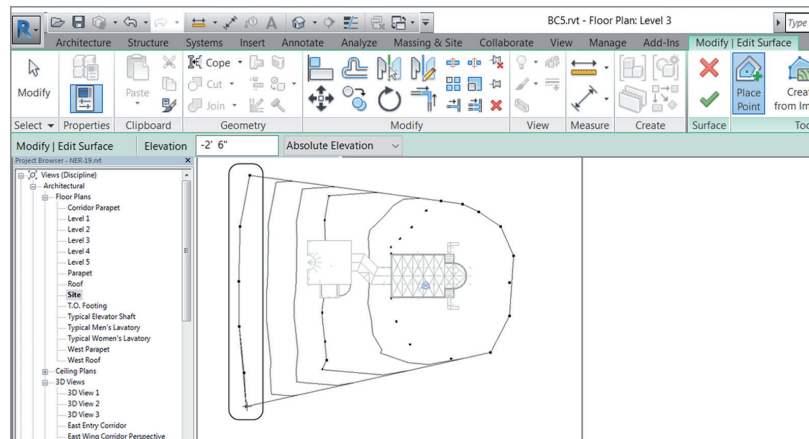 BC5.rvt - Floor Plan: Level 3
Type
Architecture Structure Systems Insert Annotate Analyze Massing & Site Collaborate View Manage Add-Ins Modify | Edit Surface
Modify
Paste
Cope
Cut
Join
Place Point
Creat
from Im
Select Properties Clipboard Geometry Modify View Measure Create Surface Too
Modify | Edit Surface Elevation -2' 6" Absolute Elevation
Project Browser - NER-19.rvt
Views (Discipline)
Architectural
Floor Plans
Corridor Parapet
Level 1
Level 2
Level 3
Level 4
Level 5
Parapet
Roof
Site
T.O. Footing
Typical Elevator Shaft
Typical Men's Lavatory
Typical Women's Lavatory
West Parapet
West Roof
Ceiling Plans
3D Views
3D View 1
3D View 2
3D View 3
East Entry Corridor
East Wing Corridor Perspective